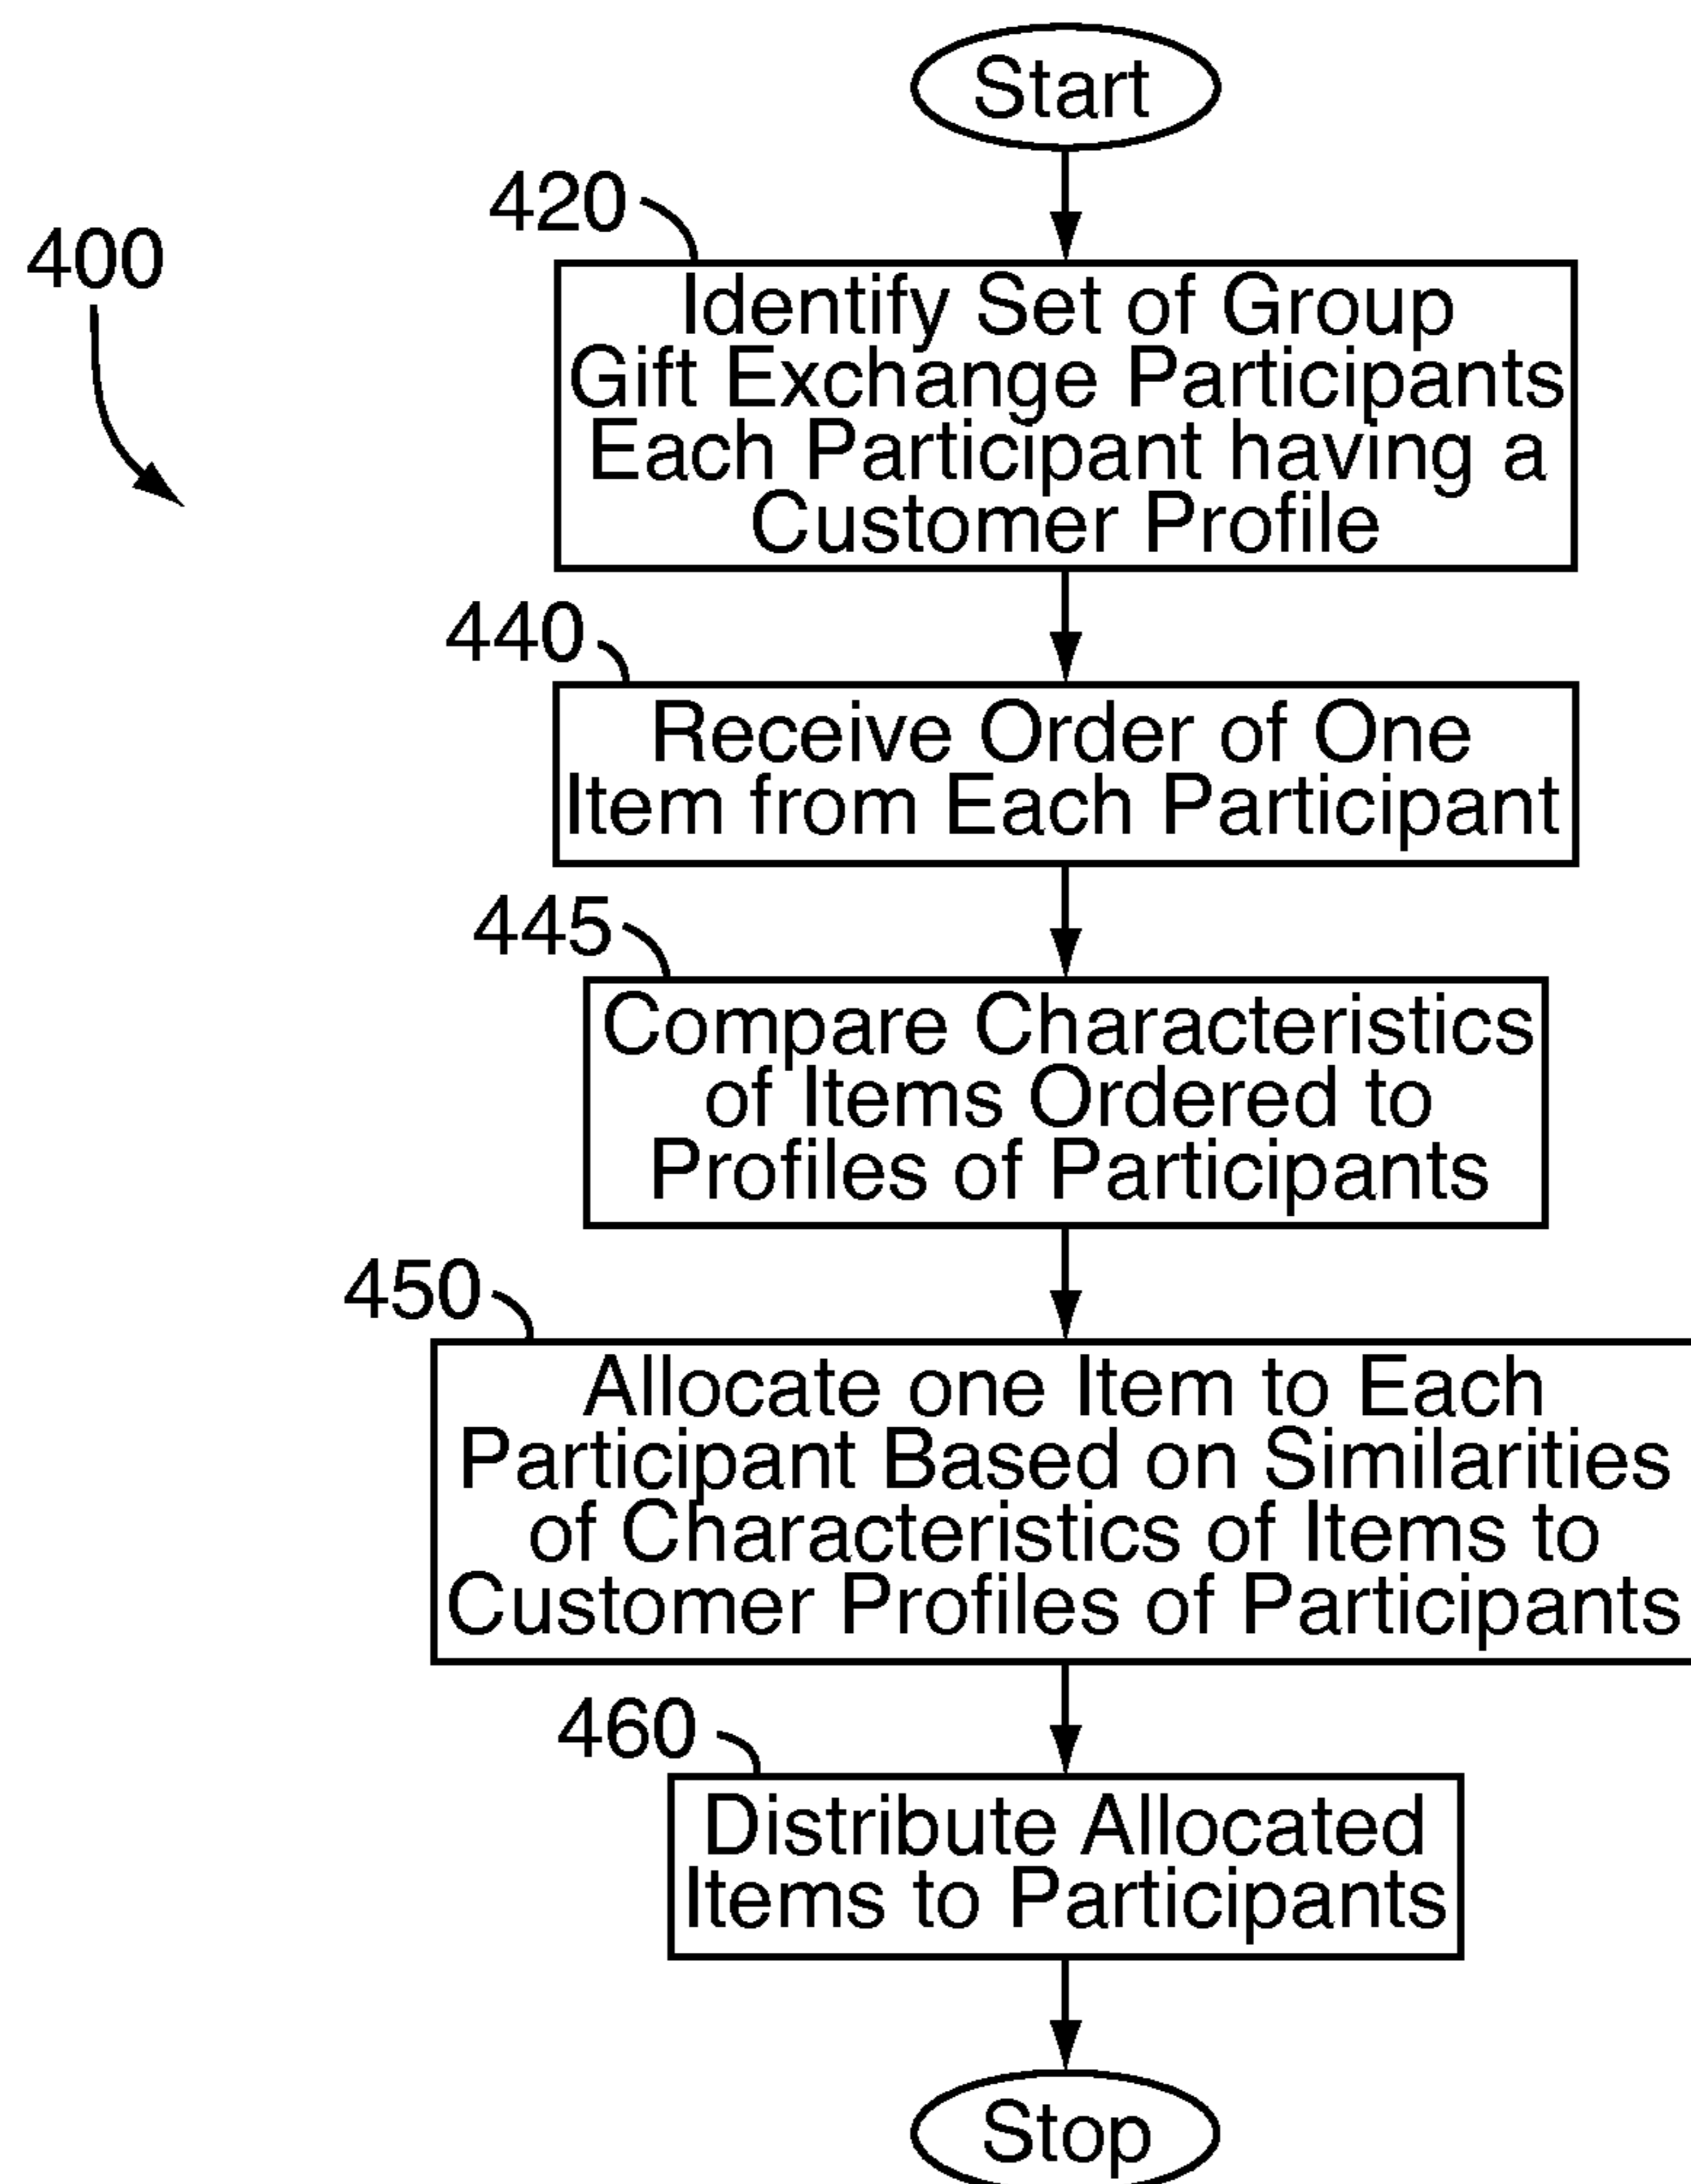 Start
420
400
Identify Set of Group
Gift Exchange Participants
Each Participant having a
Customer Profile
440
Receive Order of One
Item from Each Participant
445
Compare Characteristics
of Items Ordered to
Profiles of Participants
450
Allocate one Item to Each
Participant Based on Similarities
of Characteristics of Items to
Customer Profiles of Participants
460
Distribute Allocated
Items to Participants
Stop